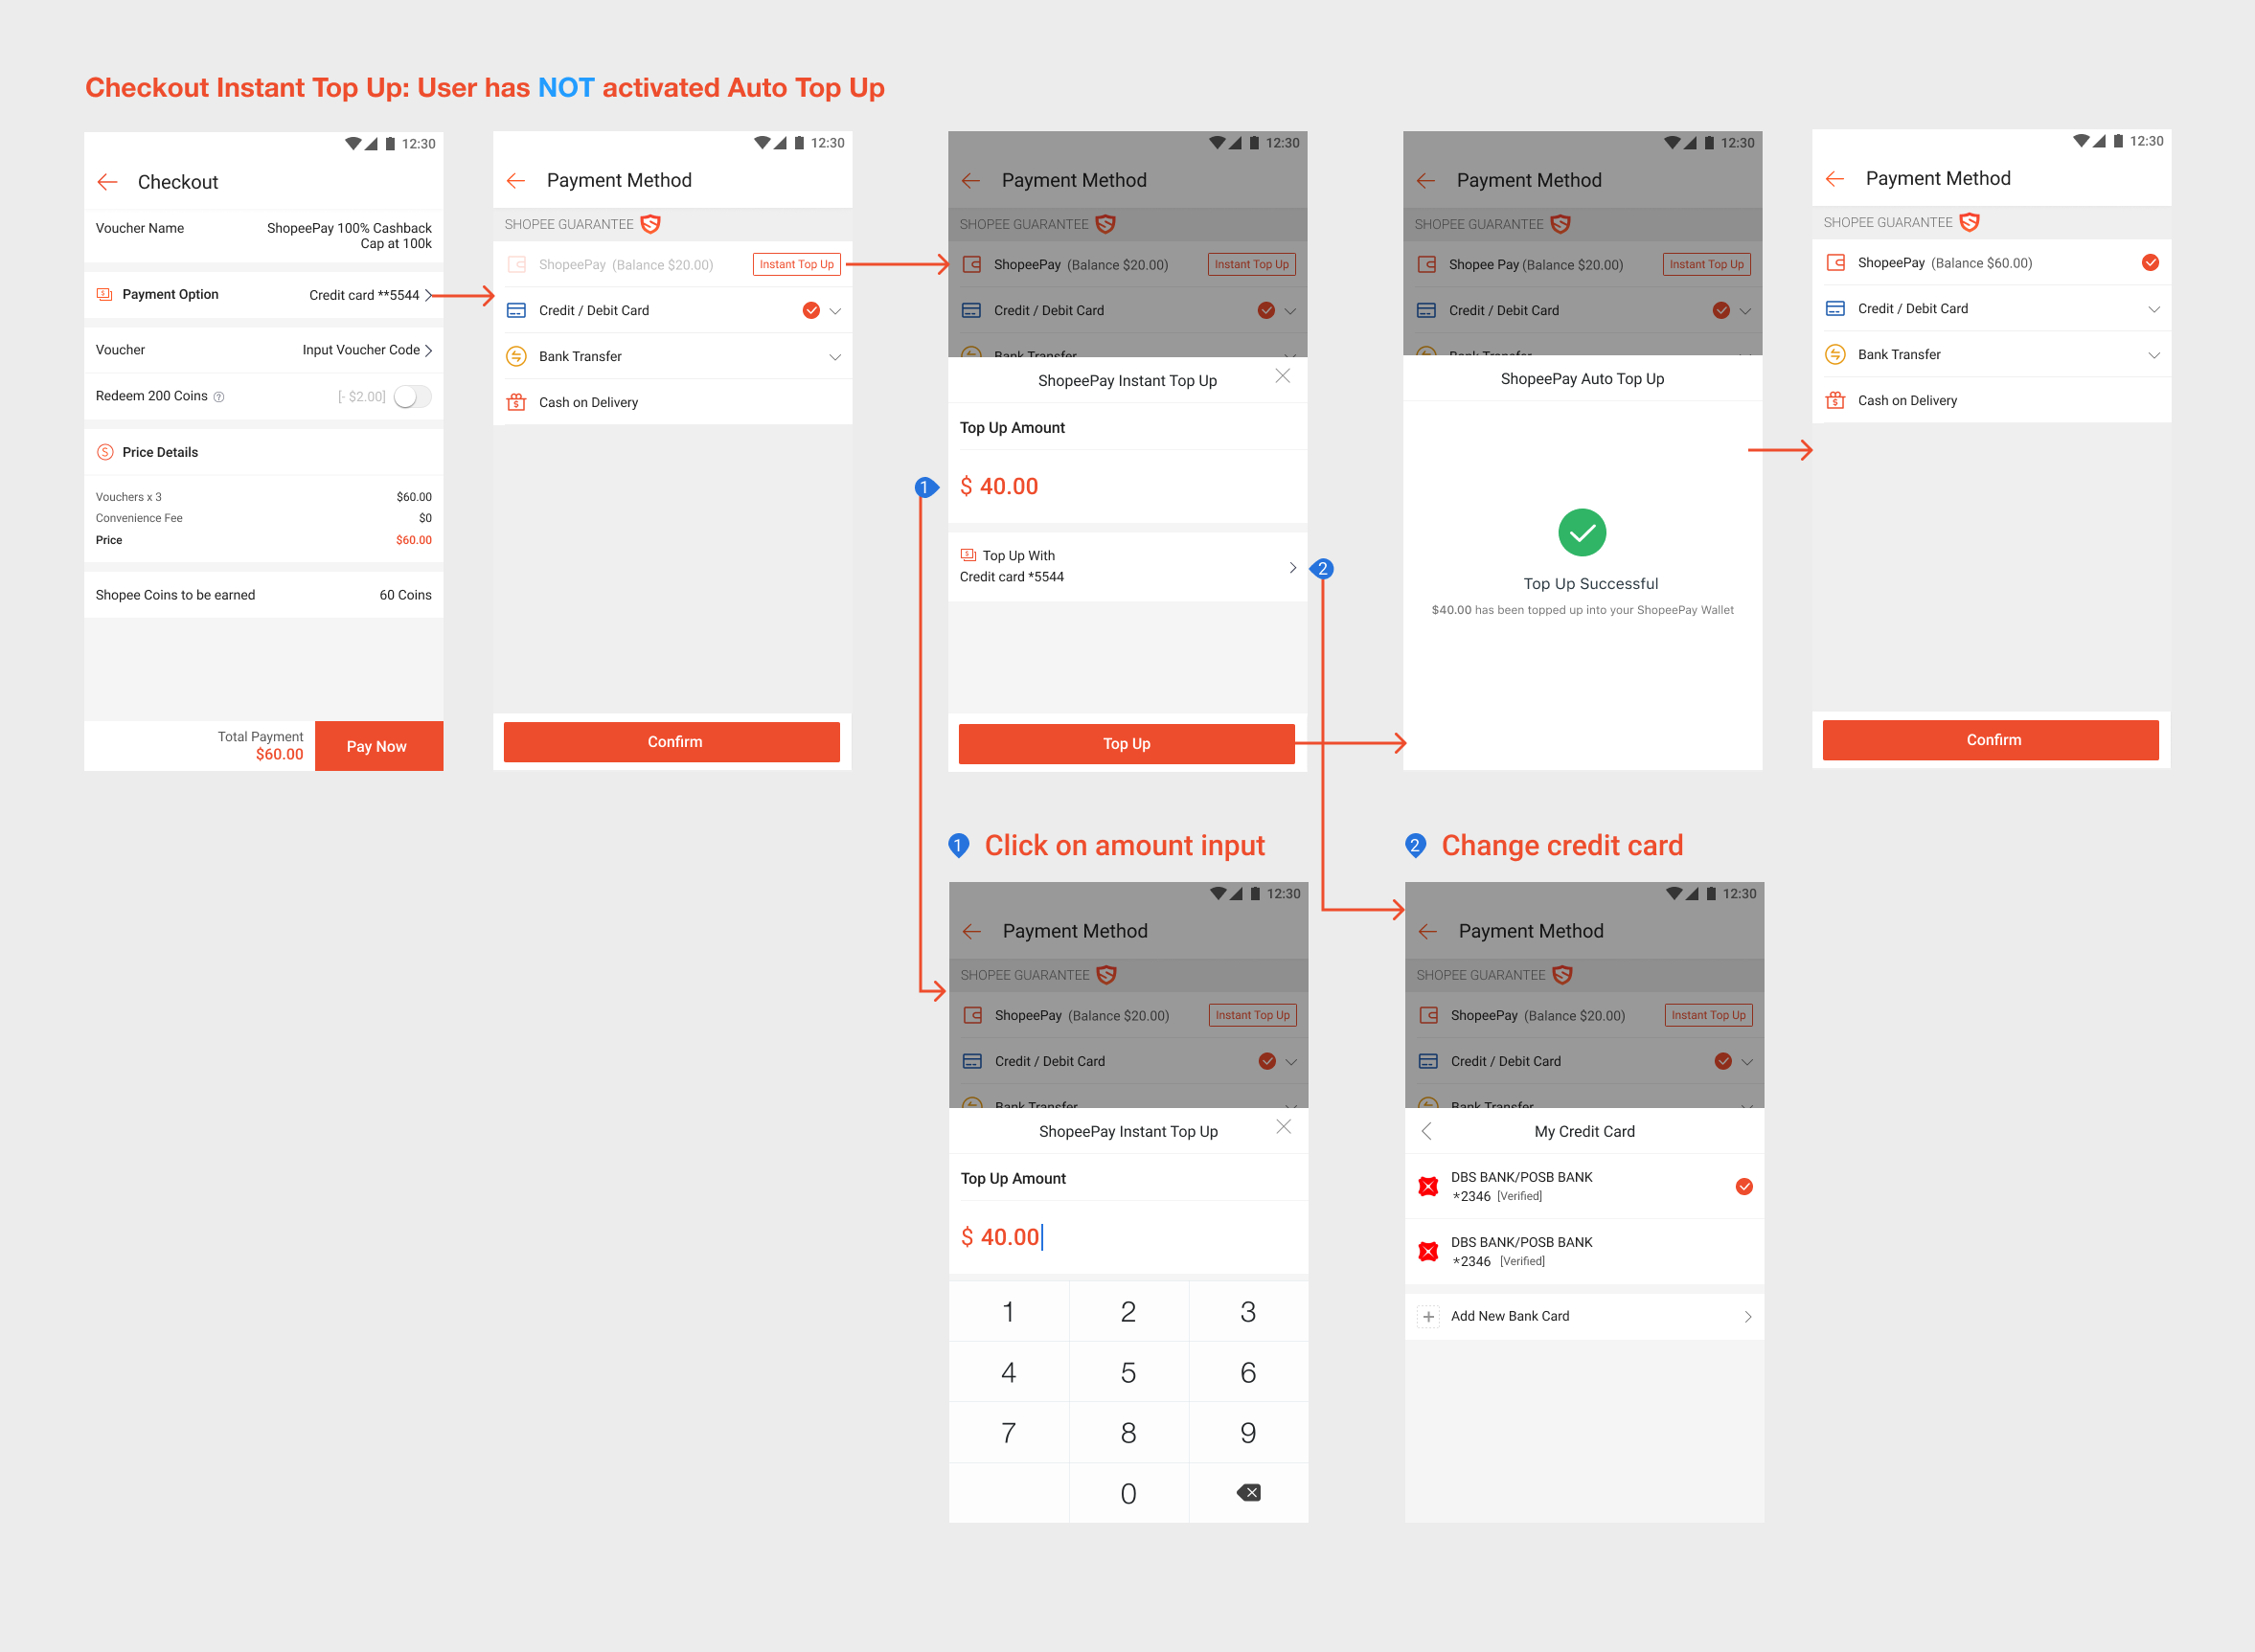 Checkout Instant Top Up: User has NOT activated Auto Top Up
12:30
Checkout
Voucher Name
ShopeePay 100% Cashback
Cap at 100k
Payment Option
Credit card **5544
Voucher
Input Voucher Code
Redeem 200 Coins ?
[- $2.00]
$ Price Details
Vouchers x 3
$60.00
Convenience Fee
$0
Price
$60.00
Shopee Coins to be earned
60 Coins
Total Payment
$60.00
Pay Now
12:30
Payment Method
SHOPEE GUARANTEE
ShopeePay (Balance $20.00)
Instant Top Up
Credit / Debit Card
Bank Transfer
Cash on Delivery
Confirm
12:30
Payment Method
SHOPEE GUARANTEE
ShopeePay (Balance $20.00)
Instant Top Up
Credit / Debit Card
Bank Transfer
ShopeePay Instant Top Up
Top Up Amount
1
$ 40.00
Top Up With
Credit card *5544
2
Top Up
12:30
Payment Method
SHOPEE GUARANTEE
Shopee Pay (Balance $20.00)
Instant Top Up
Credit / Debit Card
Bank Transfer
ShopeePay Auto Top Up
Top Up Successful
$40.00 has been topped up into your ShopeePay Wallet
12:30
Payment Method
SHOPEE GUARANTEE
ShopeePay (Balance $60.00)
Credit / Debit Card
Bank Transfer
Cash on Delivery
Confirm
1 Click on amount input
12:30
Payment Method
SHOPEE GUARANTEE
ShopeePay (Balance $20.00)
Instant Top Up
Credit / Debit Card
Bank Transfer
ShopeePay Instant Top Up
Top Up Amount
$ 40.00
1 2 3
4 5 6
7 8 9
0
2 Change credit card
12:30
Payment Method
SHOPEE GUARANTEE
ShopeePay (Balance $20.00)
Instant Top Up
Credit / Debit Card
Bank Transfer
My Credit Card
DBS BANK/POSB BANK
*2346 [Verified]
DBS BANK/POSB BANK
*2346 [Verified]
Add New Bank Card